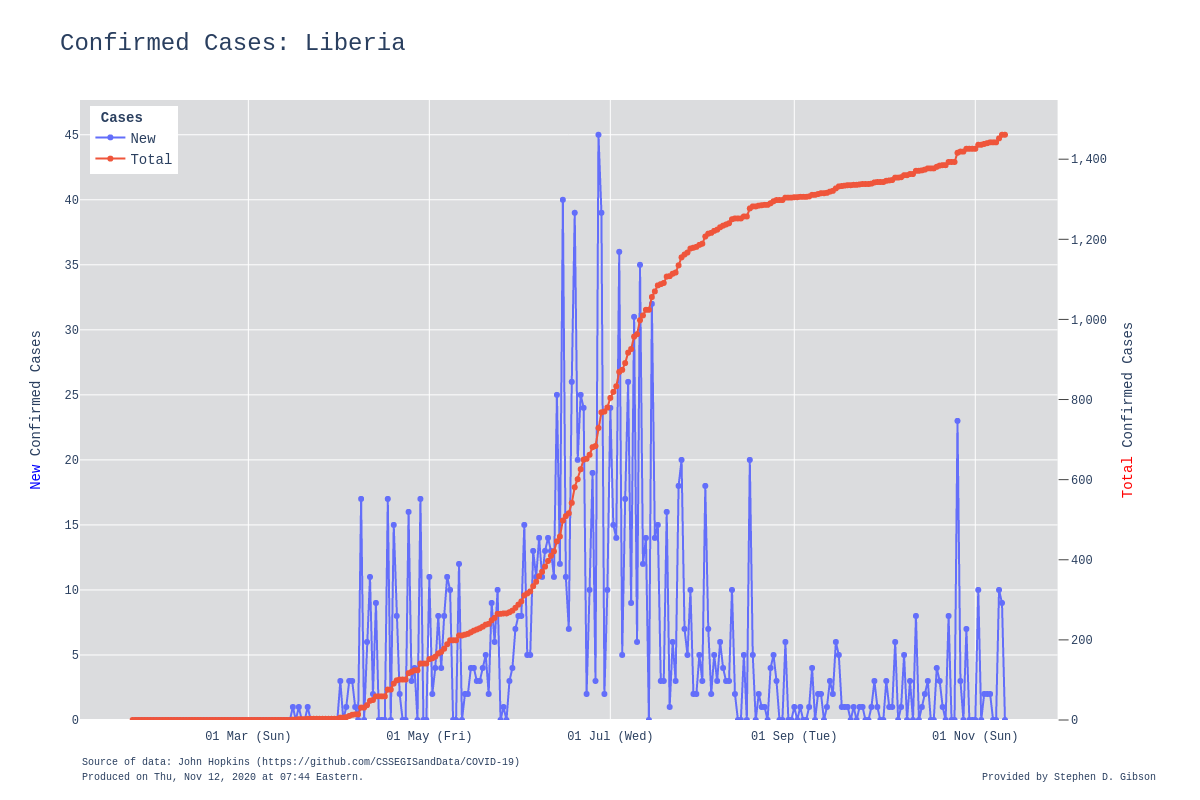 Confirmed Cases: Liberia
Cases
New
Total
45
40
35
30
25
20
15
10
5
0
New Confirmed Cases
1,400
1,200
1,000
800
600
400
200
0
Total Confirmed Cases
01 Mar (Sun) 01 May (Fri) 01 Jul (Wed) 01 Sep (Tue) 01 Nov (Sun)
Source of data: John Hopkins (https://github.com/CSSEGISandData/COVID-19)
Produced on Thu, Nov 12, 2020 at 07:44 Eastern.
Provided by Stephen D. Gibson